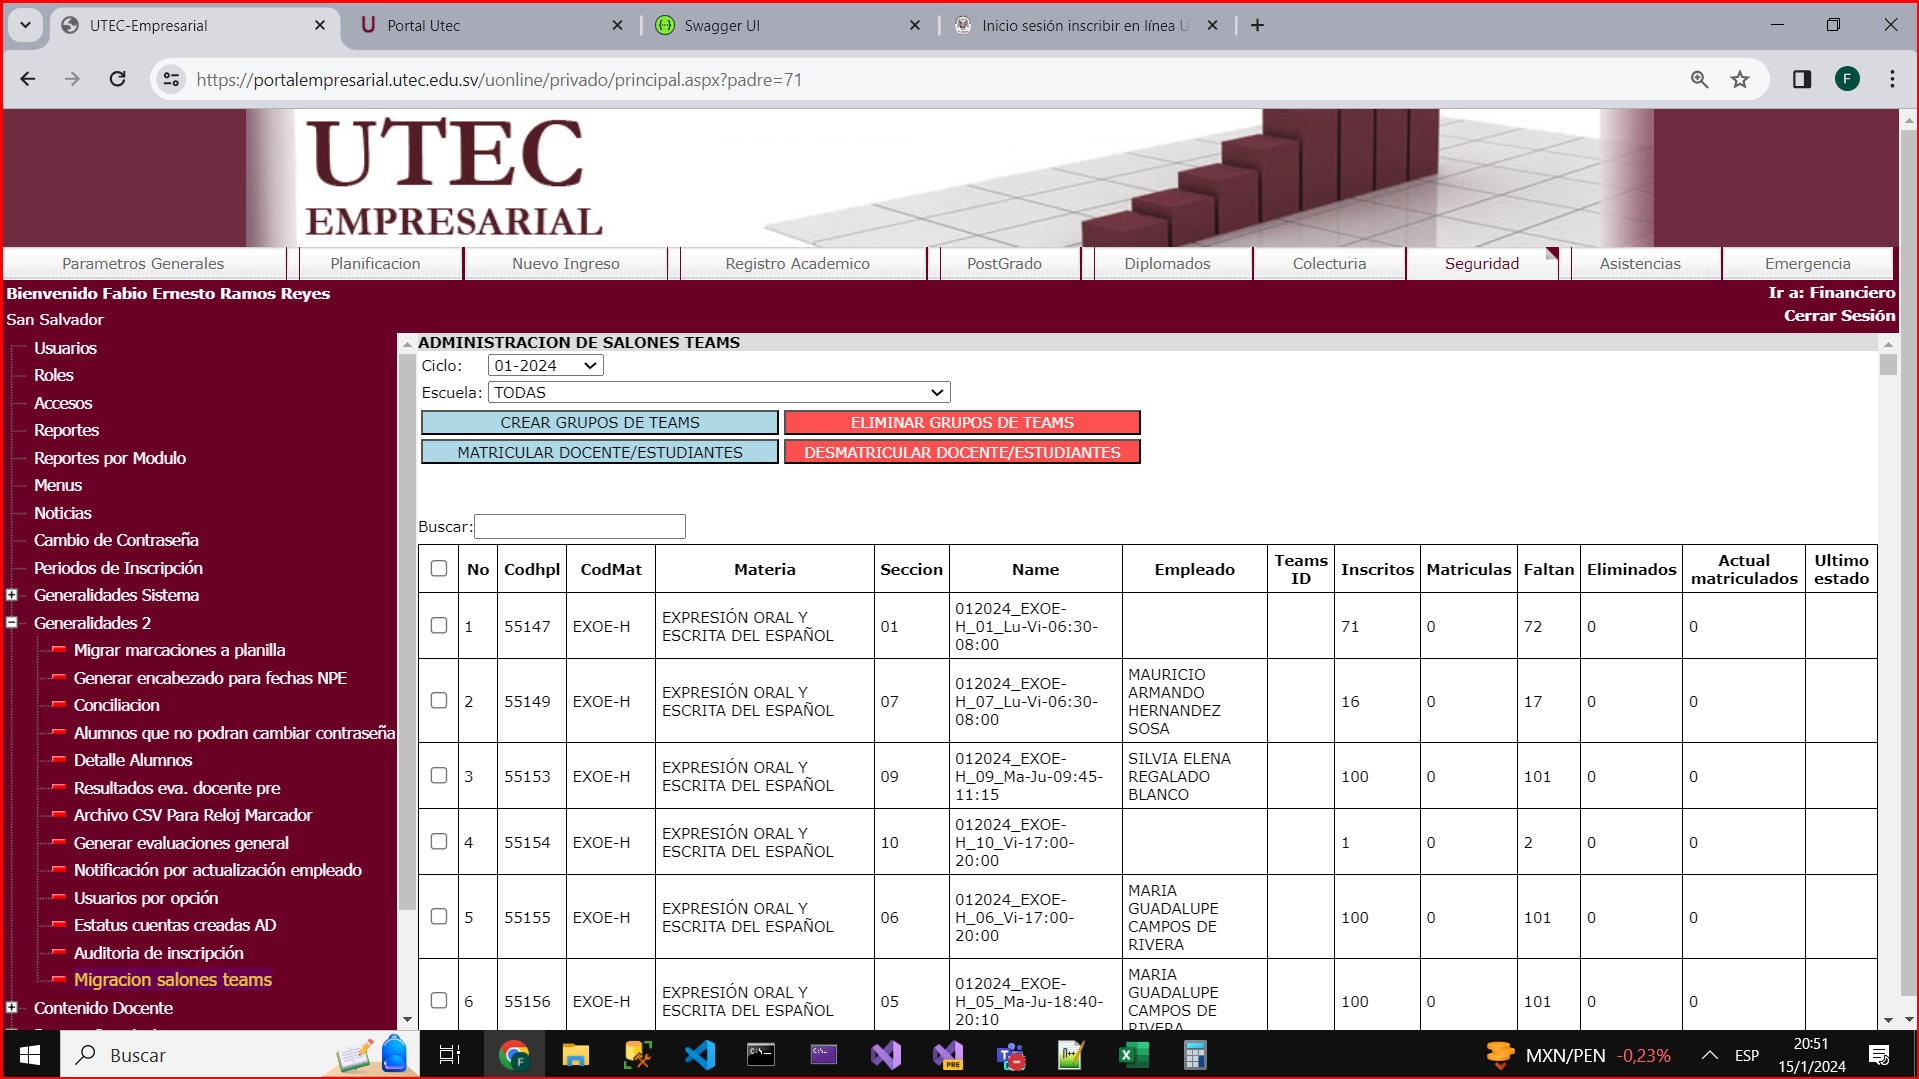 UTEC-Empresarial
Portal Utec
Swagger UI
Inicio sesión inscribir en línea U
https://portalempresarial.utec.edu.sv/uonline/privado/principal.aspx?padre=71
F
UTEC
EMPRESARIAL
Parametros Generales
Planificacion
Nuevo Ingreso
Registro Academico
PostGrado
Diplomados
Colecturia
Seguridad
Asistencias
Emergencia
Bienvenido Fabio Ernesto Ramos Reyes
Ir a: Financiero
San Salvador
Cerrar Sesión
Usuarios
Roles
Accesos
Reportes
Reportes por Modulo
Menus
Noticias
Cambio de Contraseña
Periodos de Inscripción
Generalidades Sistema
Generalidades 2
Migrar marcaciones a planilla
Generar encabezado para fechas NPE
Conciliacion
Alumnos que no podran cambiar contraseña
Detalle Alumnos
Resultados eva. docente pre
Archivo CSV Para Reloj Marcador
Generar evaluaciones general
Notificación por actualización empleado
Usuarios por opción
Estatus cuentas creadas AD
Auditoria de inscripción
Migracion salones teams
Contenido Docente
ADMINISTRACION DE SALONES TEAMS
Ciclo: 01-2024
Escuela: TODAS
CREAR GRUPOS DE TEAMS
ELIMINAR GRUPOS DE TEAMS
MATRICULAR DOCENTE/ESTUDIANTES
DESMATRICULAR DOCENTE/ESTUDIANTES
Buscar:
No Codhpl CodMat Materia Seccion Name Empleado Teams ID Inscritos Matriculas Faltan Eliminados Actual matriculados Ultimo estado
1 55147 EXOE-H EXPRESIÓN ORAL Y ESCRITA DEL ESPAÑOL 01 012024_EXOE-H_01_Lu-Vi-06:30-08:00 71 0 72 0 0
2 55149 EXOE-H EXPRESIÓN ORAL Y ESCRITA DEL ESPAÑOL 07 012024_EXOE-H_07_Lu-Vi-06:30-08:00 MAURICIO ARMANDO HERNANDEZ SOSA 16 0 17 0 0
3 55153 EXOE-H EXPRESIÓN ORAL Y ESCRITA DEL ESPAÑOL 09 012024_EXOE-H_09_Ma-Ju-09:45-11:15 SILVIA ELENA REGALADO BLANCO 100 0 101 0 0
4 55154 EXOE-H EXPRESIÓN ORAL Y ESCRITA DEL ESPAÑOL 10 012024_EXOE-H_10_Vi-17:00-20:00 1 0 2 0 0
5 55155 EXOE-H EXPRESIÓN ORAL Y ESCRITA DEL ESPAÑOL 06 012024_EXOE-H_06_Vi-17:00-20:00 MARIA GUADALUPE CAMPOS DE RIVERA 100 0 101 0 0
6 55156 EXOE-H EXPRESIÓN ORAL Y ESCRITA DEL ESPAÑOL 05 012024_EXOE-H_05_Ma-Ju-18:40-20:10 MARIA GUADALUPE CAMPOS DE RIVERA 100 0 101 0 0
Buscar
PRE
MXN/PEN -0,23%
ESP
20:51
15/1/2024